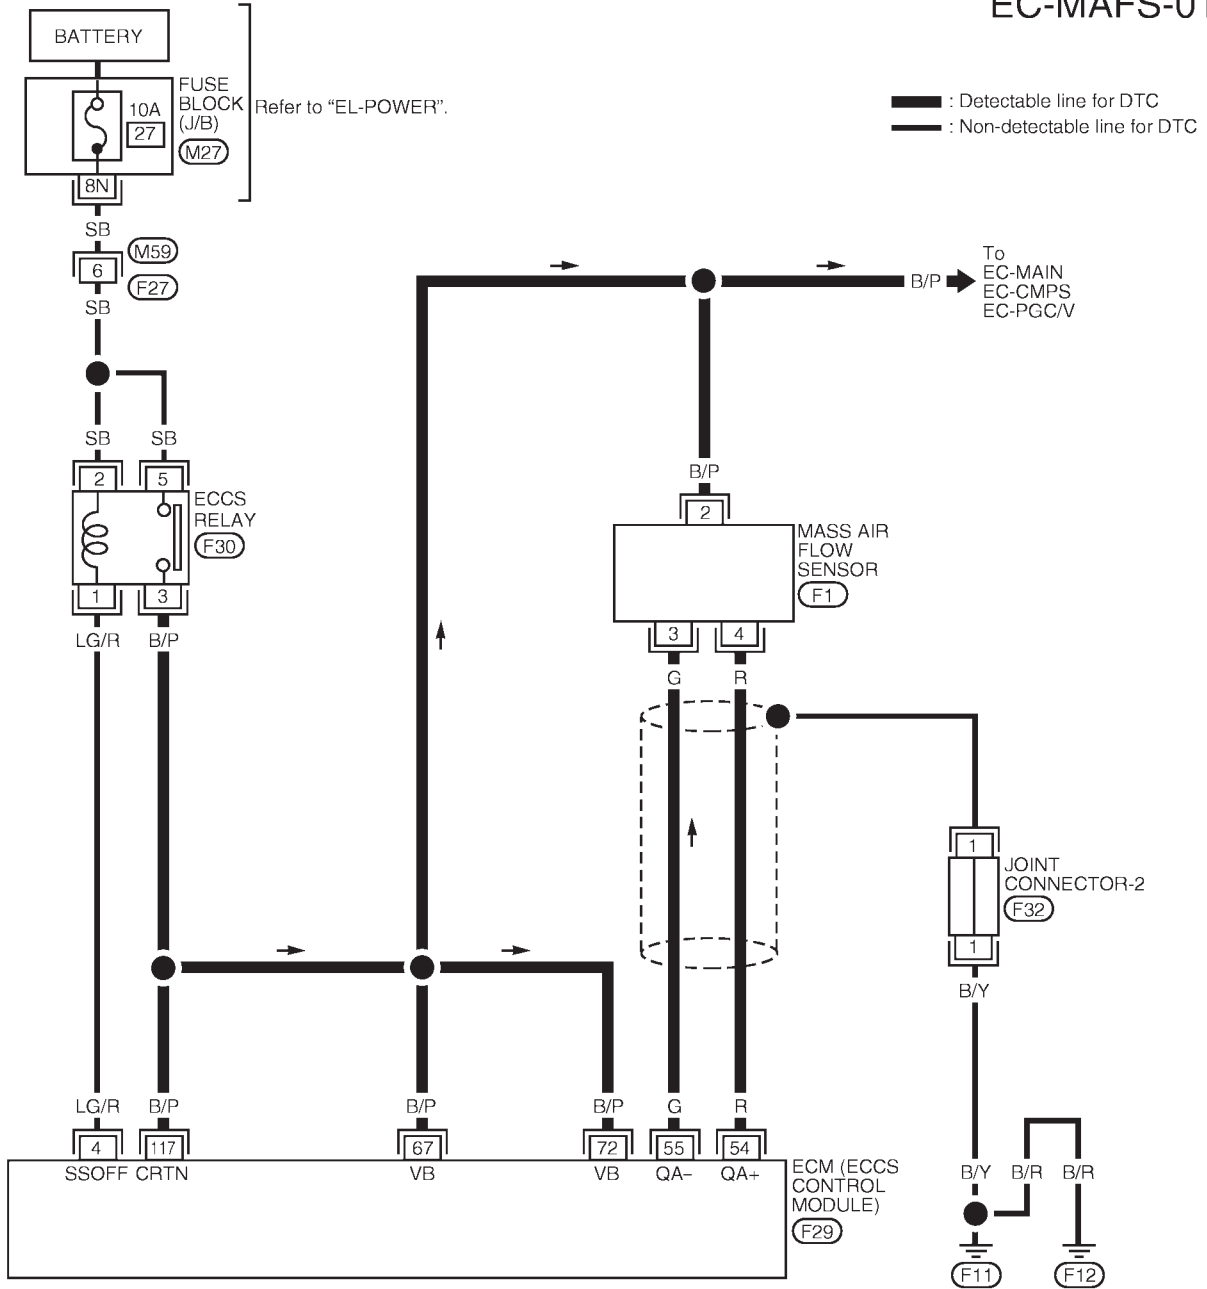 EC-MAFS-01
BATTERY
FUSE
BLOCK
(J/B)
M27
10A
27
Refer to “EL-POWER”.
: Detectable line for DTC
: Non-detectable line for DTC
8N
SB
M59
6
F27
SB
To
EC-MAIN
EC-CMPS
EC-PGC/V
B/P
SB SB
B/P
2 5
2
ECCS
RELAY
F30
MASS AIR
FLOW
SENSOR
F1
1 3
3 4
LG/R B/P
G R
1
JOINT
CONNECTOR-2
F32
1
B/Y
LG/R B/P B/P B/P G R
4 117 67 72 55 54
SSOFF CRTN VB VB QA– QA+
ECM (ECCS
CONTROL
MODULE)
F29
B/Y B/R B/R
F11 F12